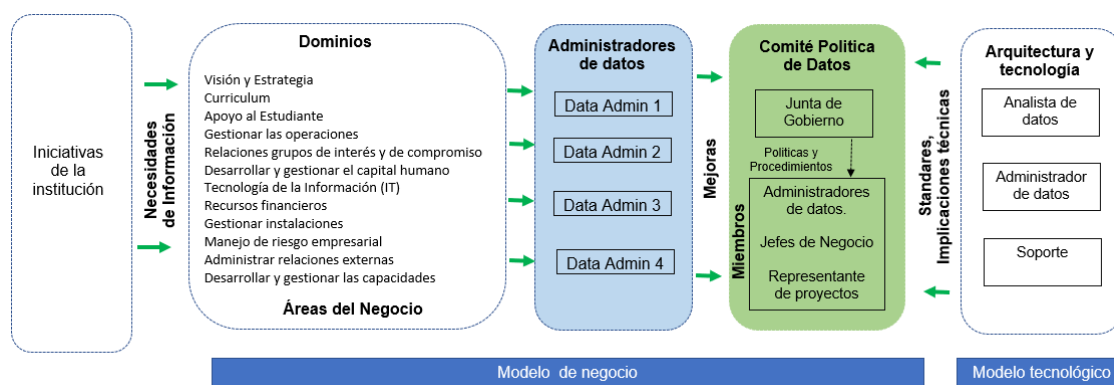 Iniciativas
de la
institución
Necesidades
de Información
Dominios
Visión y Estrategia
Curriculum
Apoyo al Estudiante
Gestionar las operaciones
Relaciones grupos de interés y de compromiso
Desarrollar y gestionar el capital humano
Tecnología de la Información (IT)
Recursos financieros
Gestionar instalaciones
Manejo de riesgo empresarial
Administrar relaciones externas
Desarrollar y gestionar las capacidades
Áreas del Negocio
Administradores
de datos
Data Admin 1
Data Admin 2
Data Admin 3
Data Admin 4
Mejoras
Comité Politica
de Datos
Junta de
Gobierno
Politicas y
Procedimientos
Miembros
Administradores
de datos.
Jefes de Negocio
Representante
de proyectos
Standares,
Implicaciones técnicas
Arquitectura y
tecnología
Analista de
datos
Administrador
de datos
Soporte
Modelo de negocio
Modelo tecnológico